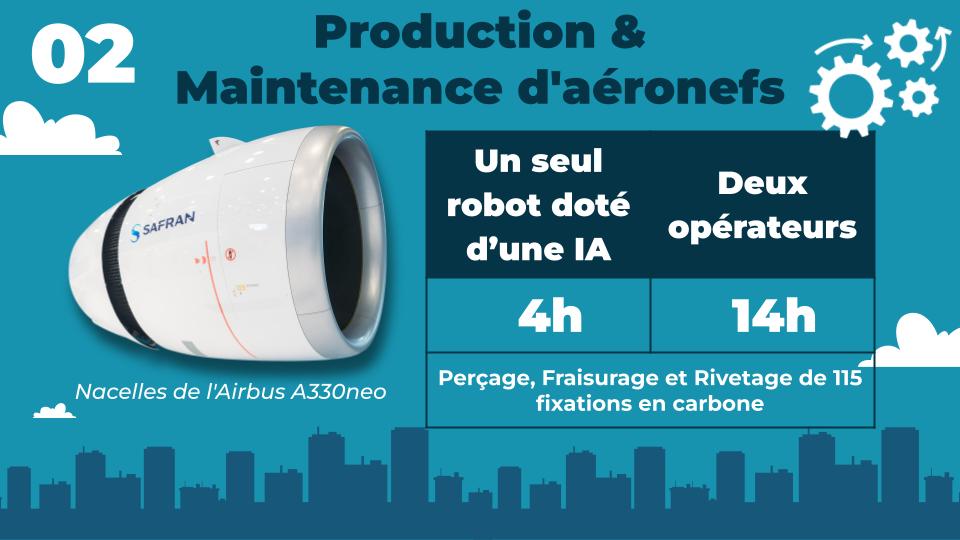 02
Production &
Maintenance d'aéronefs
SAFRAN
Un seul
robot doté
d’une IA
Deux
opérateurs
4h
14h
Perçage, Fraisurage et Rivetage de 115
fixations en carbone
Nacelles de l'Airbus A330neo